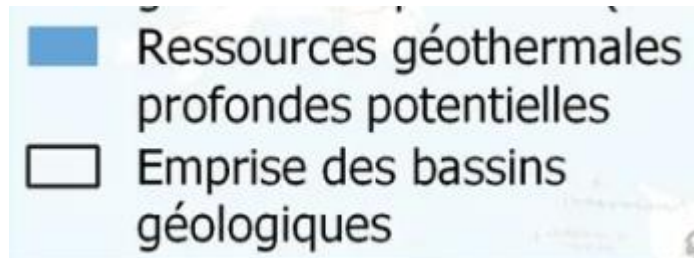 Ressources géothermales
profondes potentielles
Emprise des bassins
géologiques